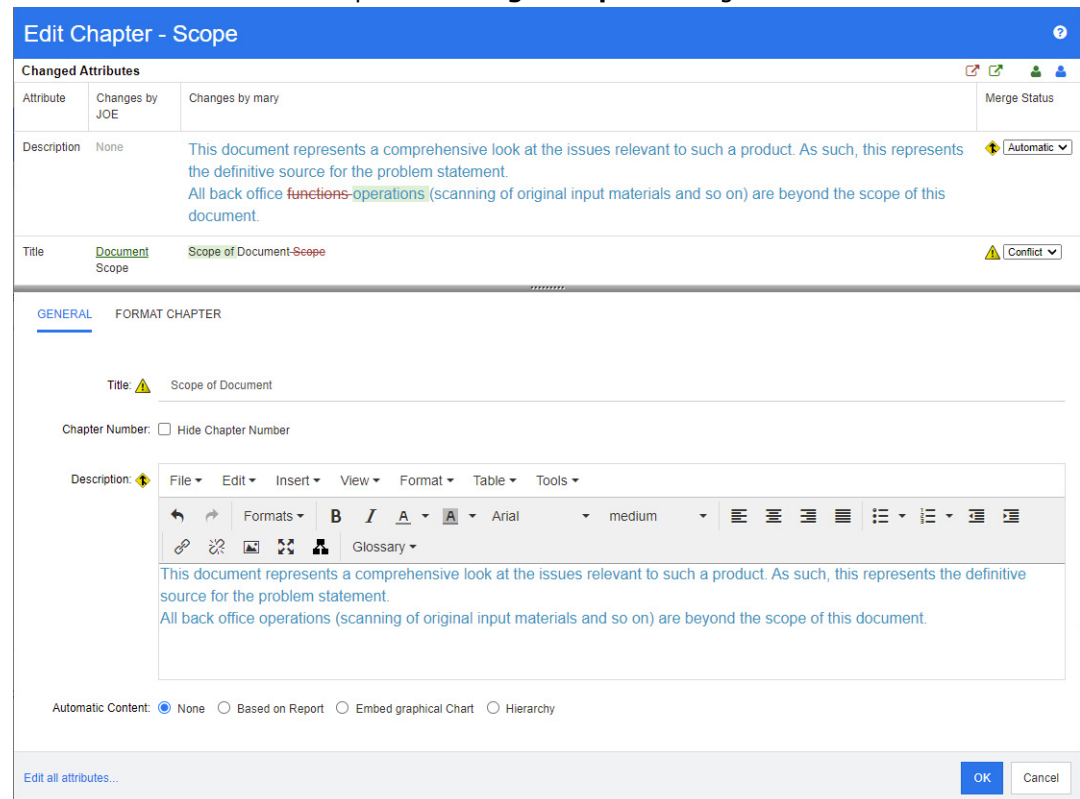 Edit Chapter - Scope
Changed Attributes
Attribute Changes by JOE Changes by mary Merge Status
Description None This document represents a comprehensive look at the issues relevant to such a product. As such, this represents
the definitive source for the problem statement.
All back office functions operations (scanning of original input materials and so on) are beyond the scope of this
document.
Automatic
Title Document Scope Scope of Document Scope Conflict
GENERAL FORMAT CHAPTER
Title: Scope of Document
Chapter Number: Hide Chapter Number
Description: File Edit Insert View Format Table Tools
Formats B I A A Arial medium
Glossary
This document represents a comprehensive look at the issues relevant to such a product. As such, this represents the definitive
source for the problem statement.
All back office operations (scanning of original input materials and so on) are beyond the scope of this document.
Automatic Content: None Based on Report Embed graphical Chart Hierarchy
Edit all attributes... OK Cancel